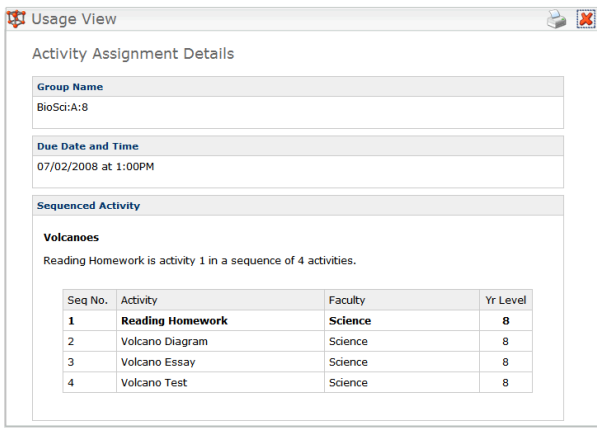 Usage View
Activity Assignment Details
Group Name
BioSci:A:8
Due Date and Time
07/02/2008 at 1:00PM
Sequenced Activity
Volcanoes
Reading Homework is activity 1 in a sequence of 4 activities.
Seq No. Activity Faculty Yr Level
1 Reading Homework Science 8
2 Volcano Diagram Science 8
3 Volcano Essay Science 8
4 Volcano Test Science 8